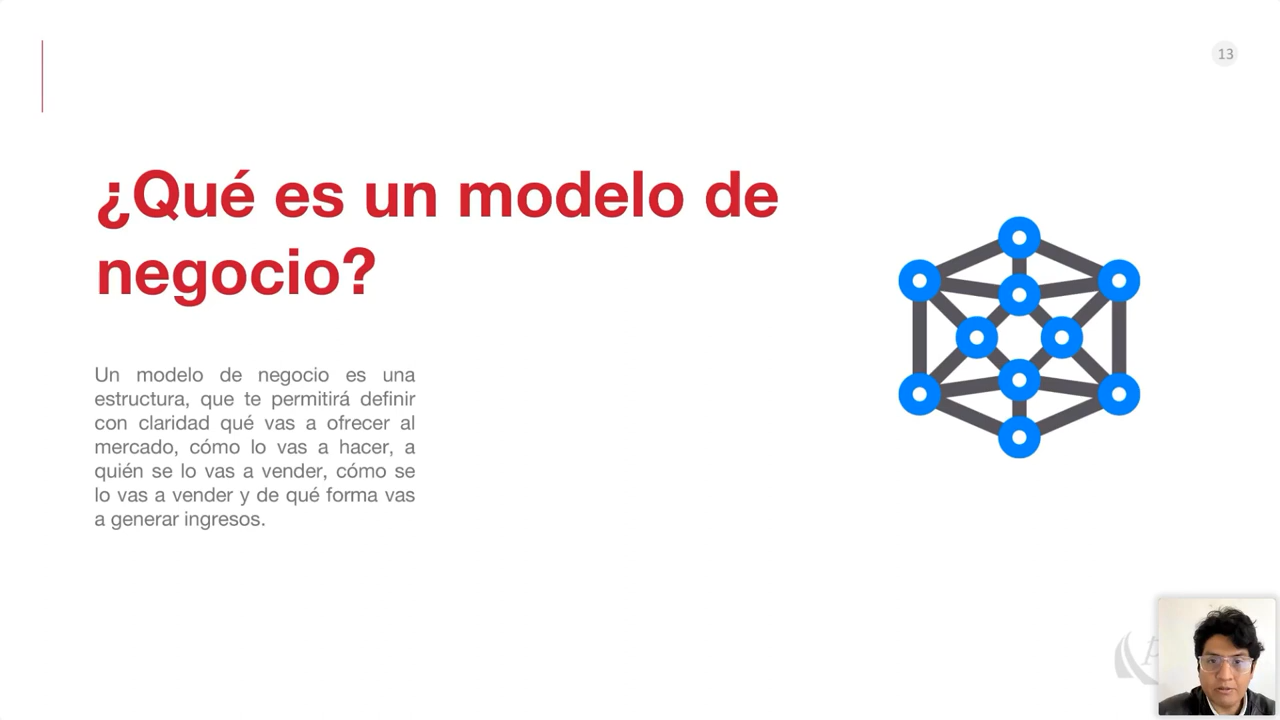 13
¿Qué es un modelo de
negocio?
Un modelo de negocio es una
estructura, que te permitirá definir
con claridad qué vas a ofrecer al
mercado, cómo lo vas a hacer, a
quién se lo vas a vender, cómo se
lo vas a vender y de qué forma vas
a generar ingresos.